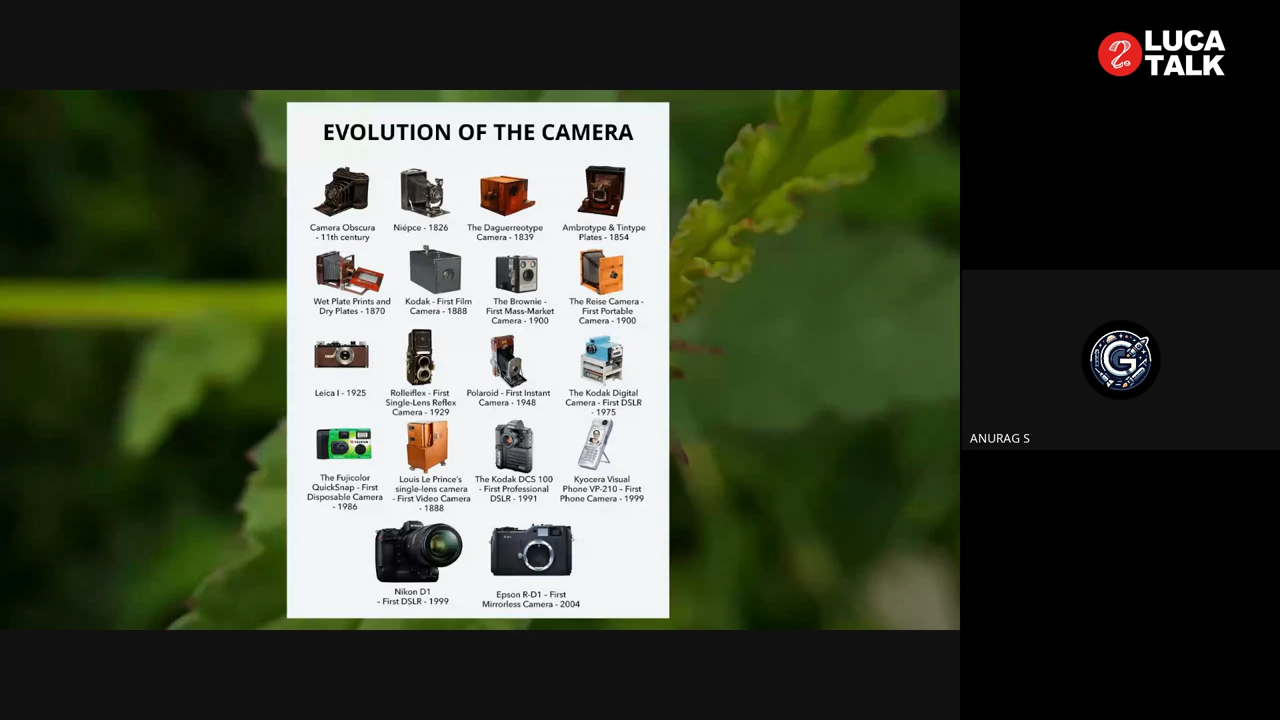 LUCA
TALK
EVOLUTION OF THE CAMERA
Camera Obscura
- 11th century
Niépce - 1826
The Daguerreotype
Camera - 1839
Ambrotype & Tintype
Plates - 1854
Wet Plate Prints and
Dry Plates - 1870
Kodak - First Film
Camera - 1888
The Brownie -
First Mass-Market
Camera - 1900
The Reise Camera -
First Portable
Camera - 1900
Leica I - 1925
Rolleiflex - First
Single-Lens Reflex
Camera - 1929
Polaroid - First Instant
Camera - 1948
The Kodak Digital
Camera - First DSLR
- 1975
The Fujicolor
QuickSnap - First
Disposable Camera
- 1986
Louis Le Prince's
single-lens camera
- First Video Camera
- 1888
The Kodak DCS 100
- First Professional
DSLR - 1991
Kyocera Visual
Phone VP-210 - First
Phone Camera - 1999
Nikon D1
- First DSLR - 1999
Epson R-D1 - First
Mirrorless Camera - 2004
G
ANURAG S